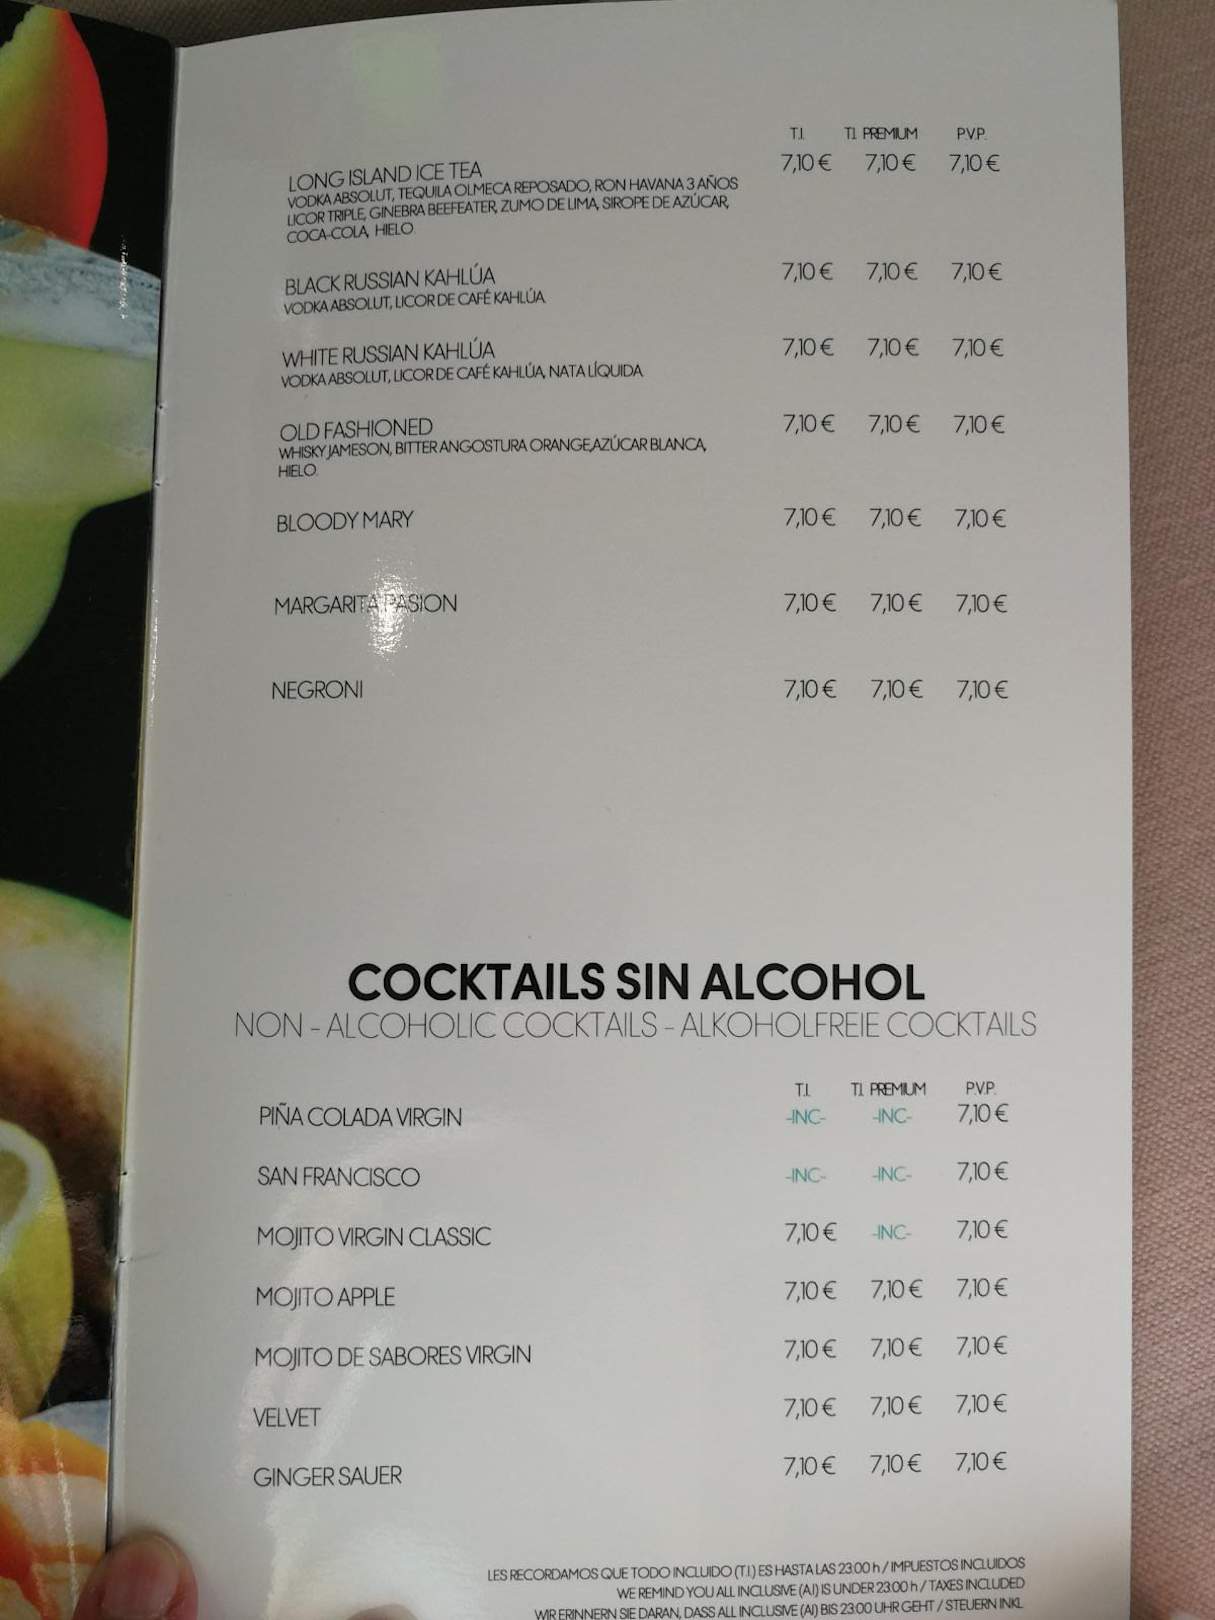 T.I. T.I. PREMIUM P.V.P.
LONG ISLAND ICE TEA 7,10 € 7,10 € 7,10 €
VODKA ABSOLUT, TEQUILA OLMECA REPOSADO, RON HAVANA 3 AÑOS
LICOR TRIPLE, GINEBRA BEEFEATER, ZUMO DE LIMA, SIROPE DE AZÚCAR,
COCA-COLA, HIELO.
BLACK RUSSIAN KAHLÚA 7,10 € 7,10 € 7,10 €
VODKA ABSOLUT, LICOR DE CAFÉ KAHLÚA
WHITE RUSSIAN KAHLÚA 7,10 € 7,10 € 7,10 €
VODKA ABSOLUT, LICOR DE CAFÉ KAHLÚA, NATA LÍQUIDA
OLD FASHIONED 7,10 € 7,10 € 7,10 €
WHISKY JAMESON, BITTER ANGOSTURA ORANGE,AZÚCAR BLANCA,
HIELO.
BLOODY MARY 7,10 € 7,10 € 7,10 €
MARGARITA PASION 7,10 € 7,10 € 7,10 €
NEGRONI 7,10 € 7,10 € 7,10 €
COCKTAILS SIN ALCOHOL
NON - ALCOHOLIC COCKTAILS - ALKOHOLFREIE COCKTAILS
T.I. T.I. PREMIUM P.V.P.
PIÑA COLADA VIRGIN -INC- -INC- 7,10 €
SAN FRANCISCO -INC- -INC- 7,10 €
MOJITO VIRGIN CLASSIC 7,10 € -INC- 7,10 €
MOJITO APPLE 7,10 € 7,10 € 7,10 €
MOJITO DE SABORES VIRGIN 7,10 € 7,10 € 7,10 €
VELVET 7,10 € 7,10 € 7,10 €
GINGER SAUER 7,10 € 7,10 € 7,10 €
LES RECORDAMOS QUE TODO INCLUIDO (T.I.) ES HASTA LAS 23:00 h / IMPUESTOS INCLUIDOS
WE REMIND YOU ALL INCLUSIVE (A.I) IS UNDER 23:00 h / TAXES INCLUDED
WIR ERINNERN SIE DARAN, DASS ALL INCLUSIVE (AI) BIS 23:00 UHR GEHT / STEUERN INKL.